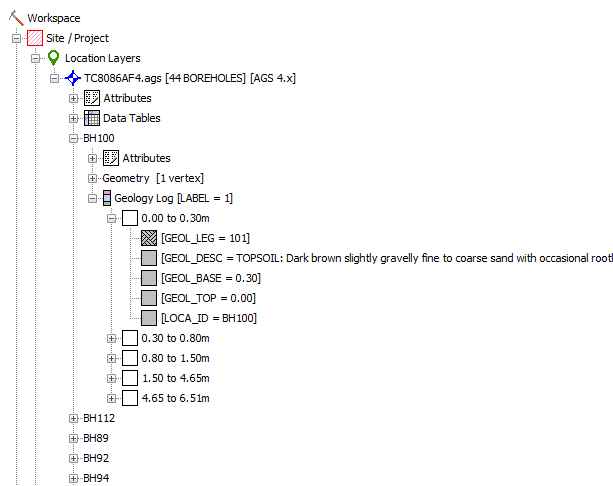 Workspace
Site / Project
Location Layers
TC8086AF4.ags [44 BOREHOLES] [AGS 4.x]
Attributes
Data Tables
BH100
Attributes
Geometry [1 vertex]
Geology Log [LABEL = 1]
0.00 to 0.30m
[GEOL_LEG = 101]
[GEOL_DESC = TOPSOIL: Dark brown slightly gravelly fine to coarse sand with occasional rootl
[GEOL_BASE = 0.30]
[GEOL_TOP = 0.00]
[LOCA_ID = BH100]
0.30 to 0.80m
0.80 to 1.50m
1.50 to 4.65m
4.65 to 6.51m
BH112
BH89
BH92
BH94